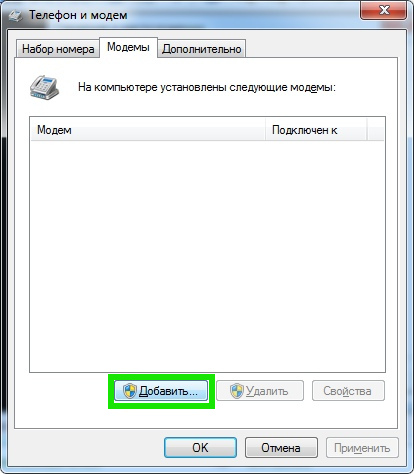 Телефон и модем
Набор номера Модемы Дополнительно
На компьютере установлены следующие модемы:
Модем Подключен к
Добавить... Удалить Свойства
OK Отмена Применить